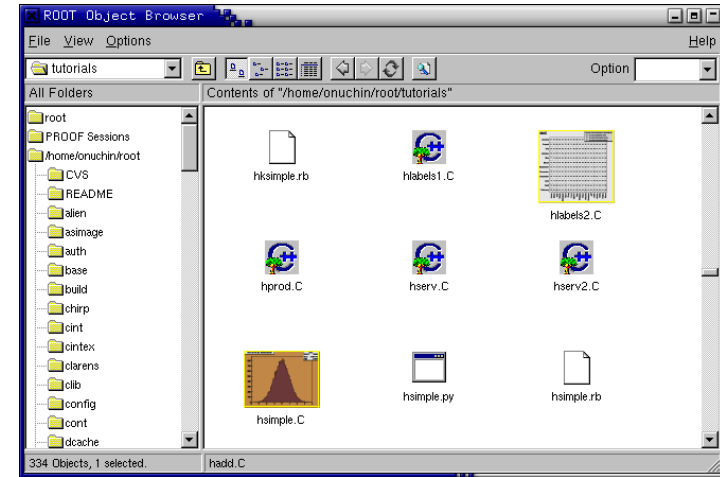 ROOT Object Browser
File View Options Help
tutorials Option
All Folders Contents of "/home/onuchin/root/tutorials"
root
PROOF Sessions
/home/onuchin/root
CVS
README
alien
asimage
auth
base
build
chirp
cint
cintex
clarens
clib
config
cont
dcache
hksimple.rb hlabels1.C hlabels2.C
hprod.C hserv.C hserv2.C
hsimple.C hsimple.py hsimple.rb
334 Objects, 1 selected. hadd.C